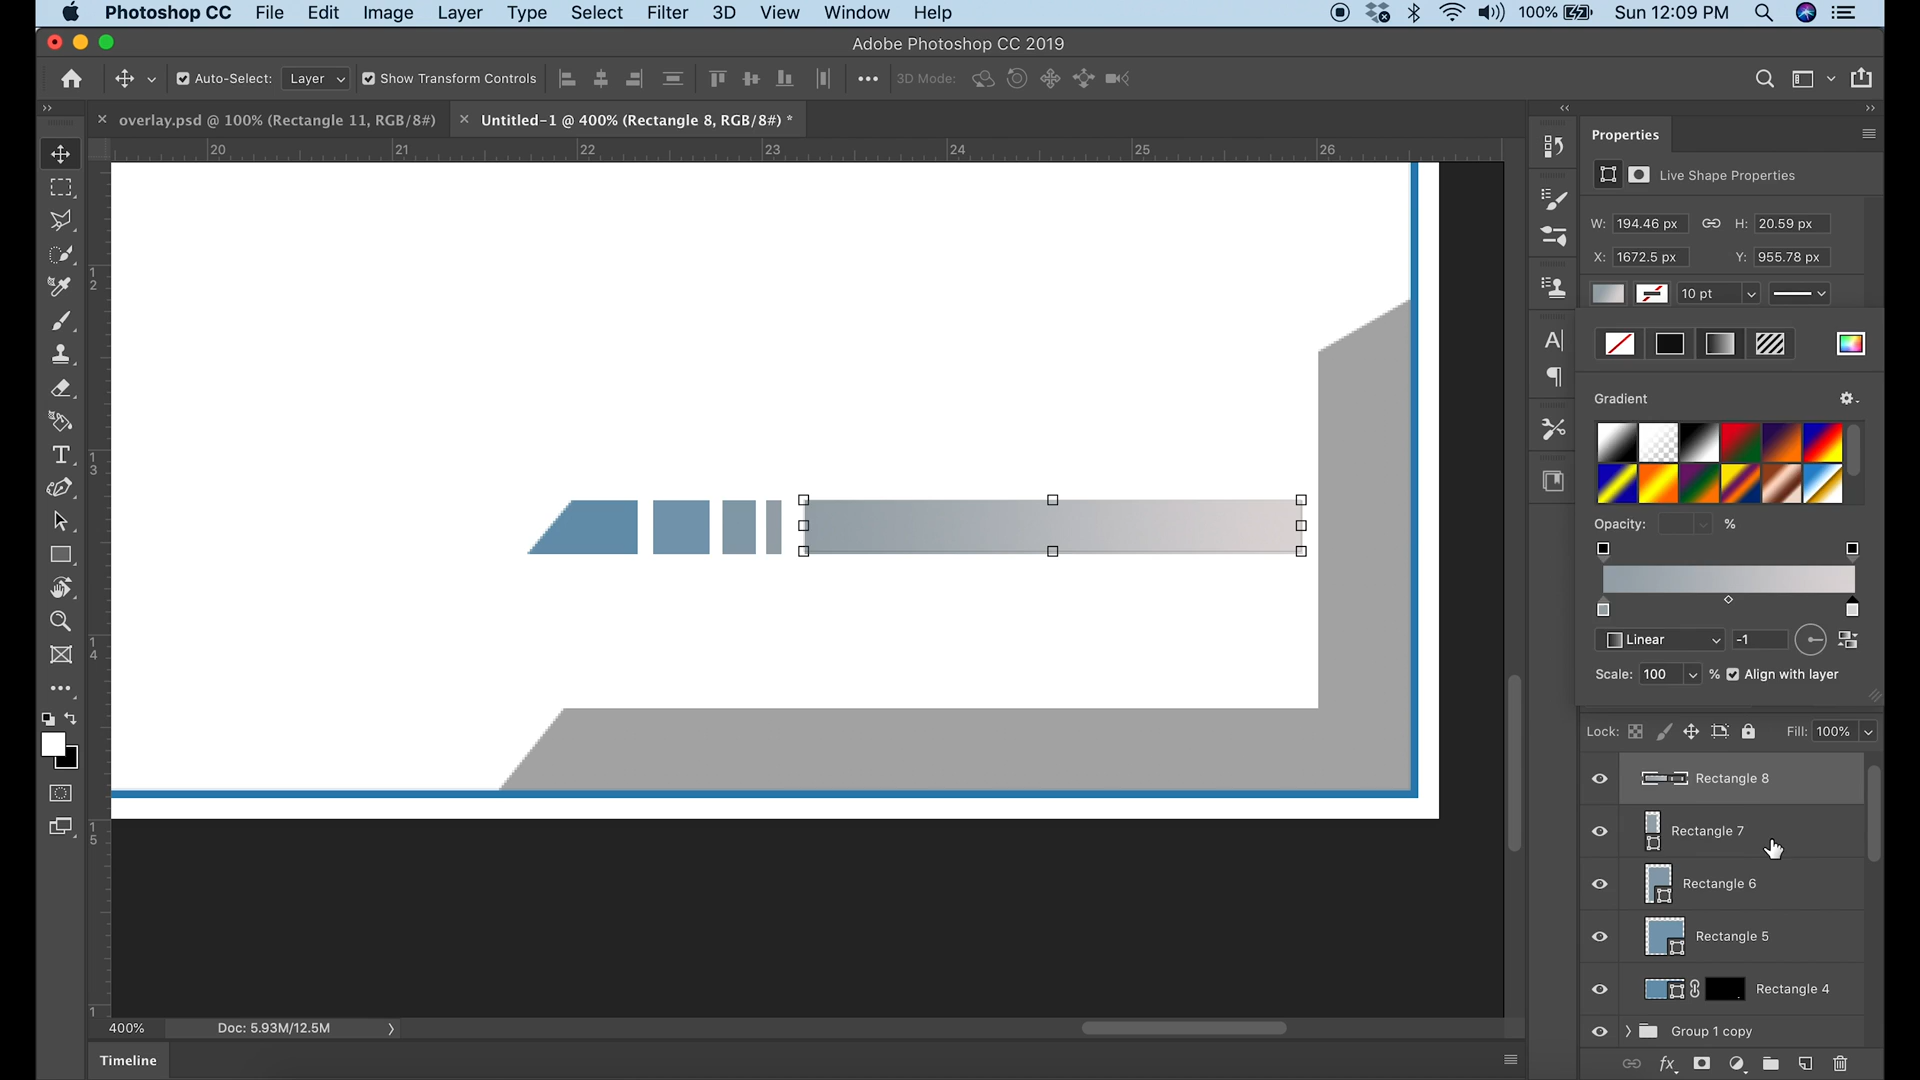 Photoshop CC File Edit Image Layer Type Select Filter 3D View Window Help 100% Sun 12:09 PM
Adobe Photoshop CC 2019
Auto-Select: Layer Show Transform Controls 3D Mode:
overlay.psd @ 100% (Rectangle 11, RGB/8#) Untitled-1 @ 400% (Rectangle 8, RGB/8#) *
20 21 22 23 24 25 26
Properties
Live Shape Properties
W: 194.46 px H: 20.59 px
X: 1672.5 px Y: 955.78 px
10 pt
Gradient
Opacity: %
Linear -1
Scale: 100 % Align with layer
Lock: Fill: 100%
Rectangle 8
Rectangle 7
Rectangle 6
Rectangle 5
Rectangle 4
Group 1 copy
12
13
14
15
1
400% Doc: 5.93M/12.5M
Timeline